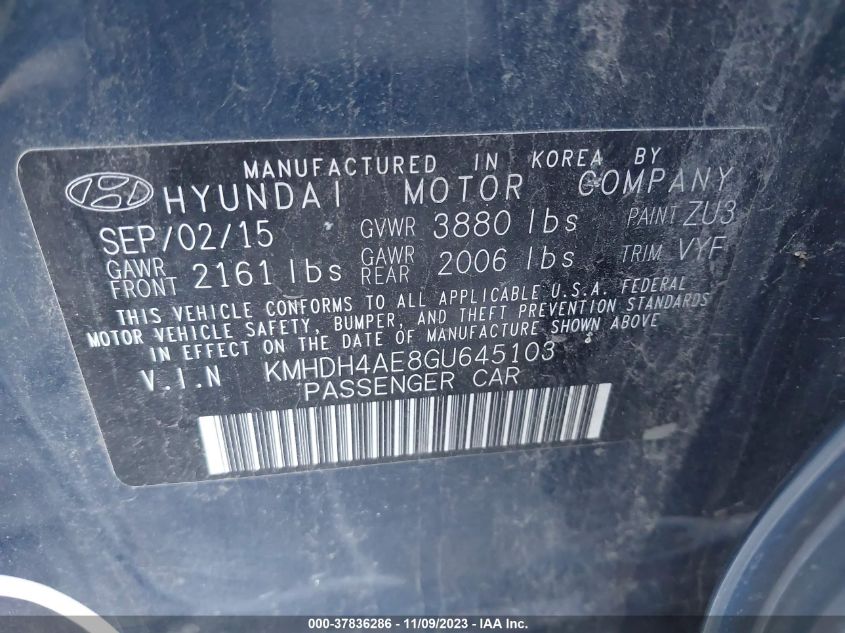 MANUFACTURED IN KOREA BY
HYUNDAI MOTOR COMPANY
SEP/02/15 GVWR 3880 lbs PAINT ZU3
GAWR FRONT 2161 lbs GAWR REAR 2006 lbs TRIM VYF
THIS VEHICLE CONFORMS TO ALL APPLICABLE U.S.A. FEDERAL
MOTOR VEHICLE SAFETY, BUMPER, AND THEFT PREVENTION STANDARDS
IN EFFECT ON THE DATE OF MANUFACTURE SHOWN ABOVE
V.I.N KMHDH4AE8GU645103
PASSENGER CAR
000-37836286 - 11/09/2023 - IAA Inc.